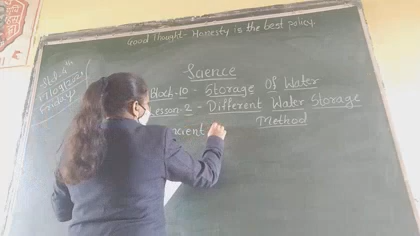 Good Thought- Honesty is the best policy.
Science
Block-10 - Storage Of Water
Lesson-2 - Different Water Storage
Method
cient